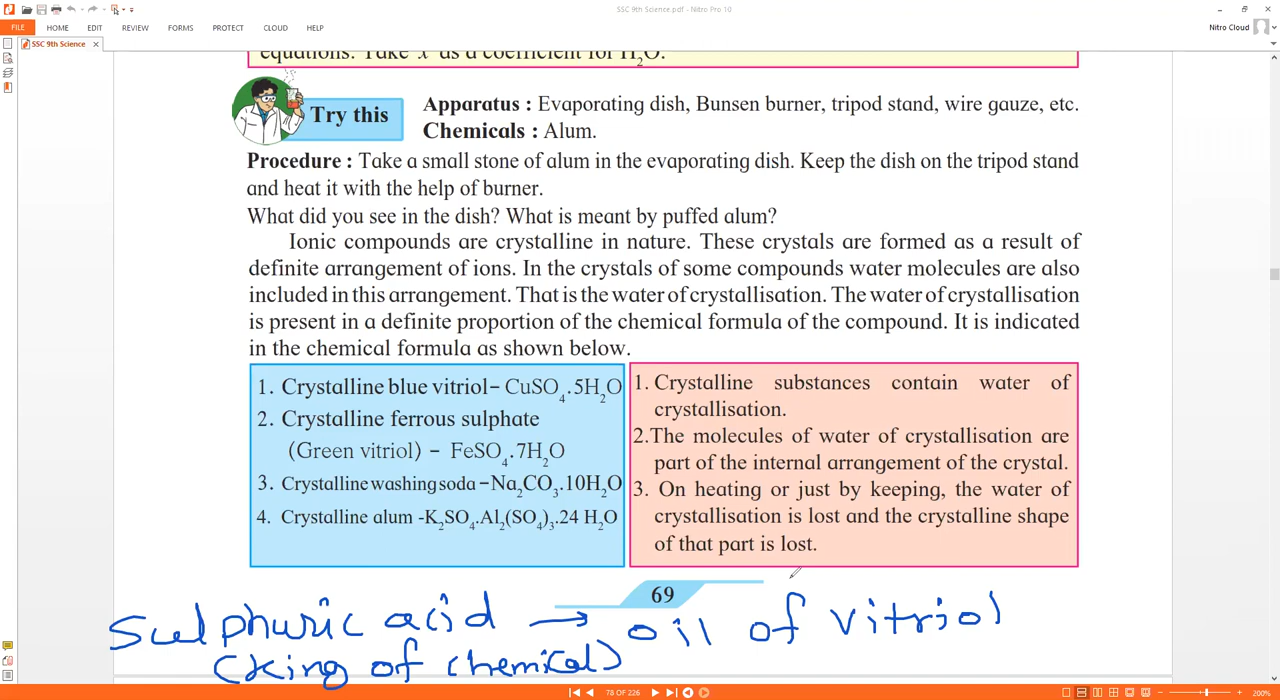 SSC 9th Science.pdf - Nitro Pro 10
FILE HOME EDIT REVIEW FORMS PROTECT CLOUD HELP
Nitro Cloud
SSC 9th Science ×
equations. Take 'x' as a coefficient for H₂O.
Try this
Apparatus : Evaporating dish, Bunsen burner, tripod stand, wire gauze, etc.
Chemicals : Alum.
Procedure : Take a small stone of alum in the evaporating dish. Keep the dish on the tripod stand
and heat it with the help of burner.
What did you see in the dish? What is meant by puffed alum?
Ionic compounds are crystalline in nature. These crystals are formed as a result of
definite arrangement of ions. In the crystals of some compounds water molecules are also
included in this arrangement. That is the water of crystallisation. The water of crystallisation
is present in a definite proportion of the chemical formula of the compound. It is indicated
in the chemical formula as shown below.
1. Crystalline blue vitriol– CuSO₄.5H₂O
2. Crystalline ferrous sulphate
(Green vitriol) – FeSO₄.7H₂O
3. Crystalline washing soda –Na₂CO₃.10H₂O
4. Crystalline alum -K₂SO₄.Al₂(SO₄)₃.24 H₂O
1. Crystalline substances contain water of
crystallisation.
2.The molecules of water of crystallisation are
part of the internal arrangement of the crystal.
3. On heating or just by keeping, the water of
crystallisation is lost and the crystalline shape
of that part is lost.
69
Sulphuric acid → oil of vitriol
(King of chemical)
78 OF 226
200%